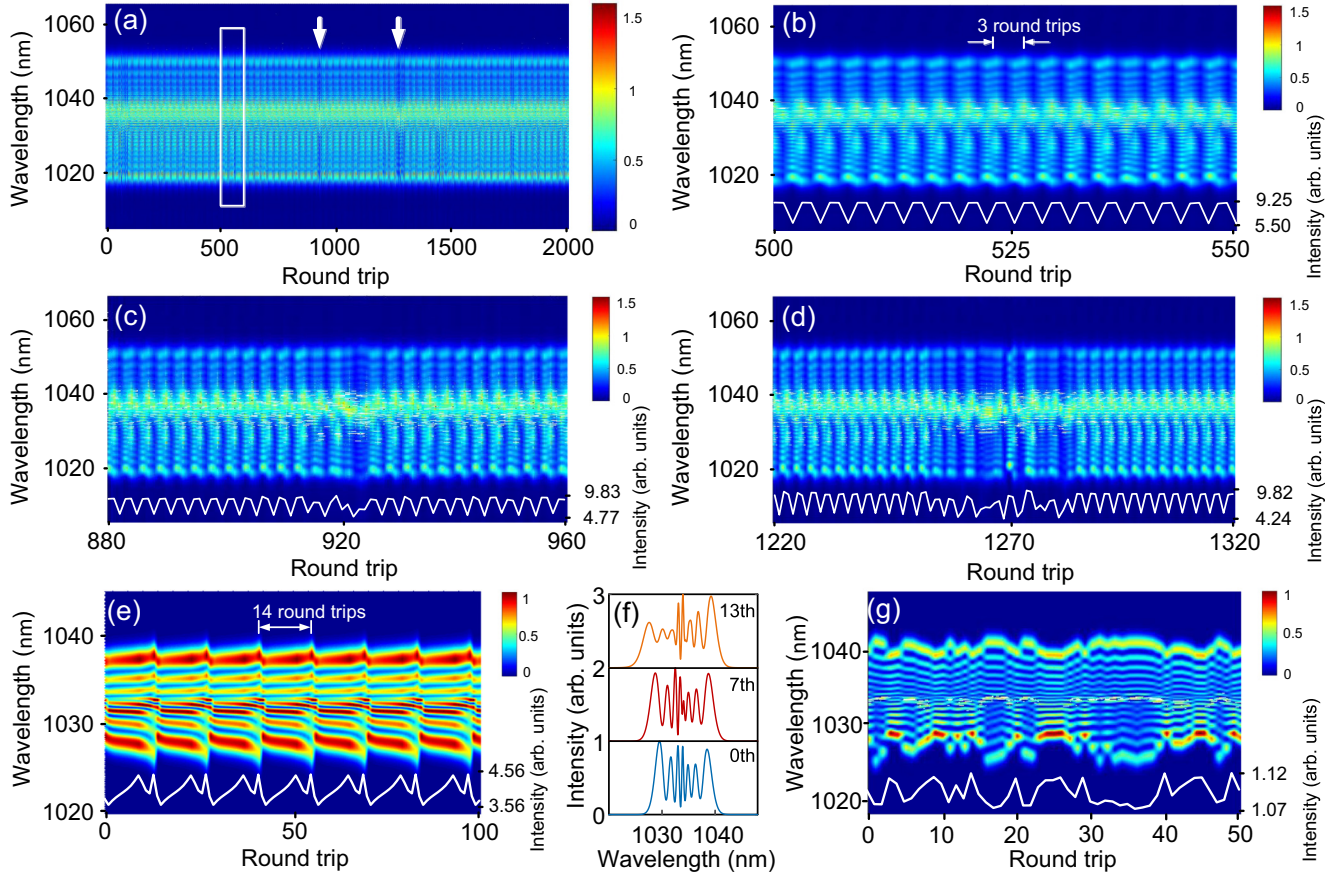 (a)
1060
1040
1020
Wavelength (nm)
0 500 1000 1500 2000
Round trip
1.5
1
0.5
0
(b)
3 round trips
1060
1040
1020
Wavelength (nm)
500 525 550
Round trip
1.5
1
0.5
0
9.25
5.50
Intensity (arb. units)
(c)
1060
1040
1020
Wavelength (nm)
880 920 960
Round trip
1.5
1
0.5
0
9.83
4.77
Intensity (arb. units)
(d)
1060
1040
1020
Wavelength (nm)
1220 1270 1320
Round trip
1.5
1
0.5
0
9.82
4.24
Intensity (arb. units)
(e)
14 round trips
1040
1030
1020
Wavelength (nm)
0 50 100
Round trip
1
0.5
0
4.56
3.56
Intensity (arb. units)
(f)
13th
7th
0th
3
2
1
0
Intensity (arb. units)
1030 1040
Wavelength (nm)
(g)
1040
1030
1020
Wavelength (nm)
0 10 20 30 40 50
Round trip
1
0.5
0
1.12
1.07
Intensity (arb. units)